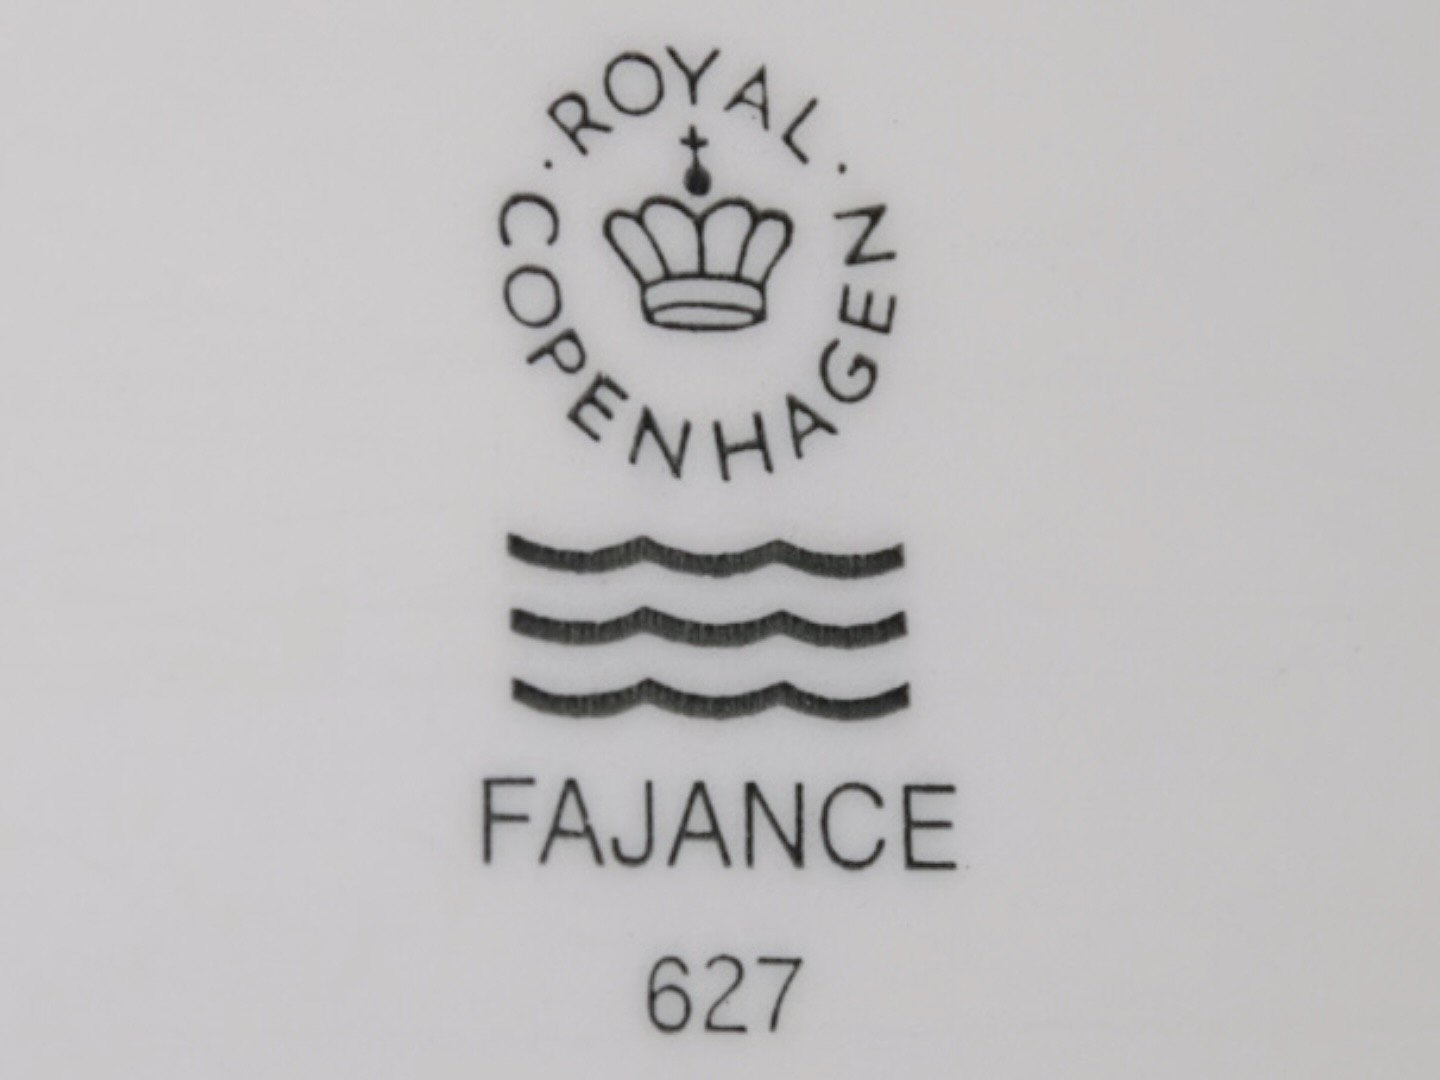 · ROYAL ·
COPENHAGEN
FAJANCE
627